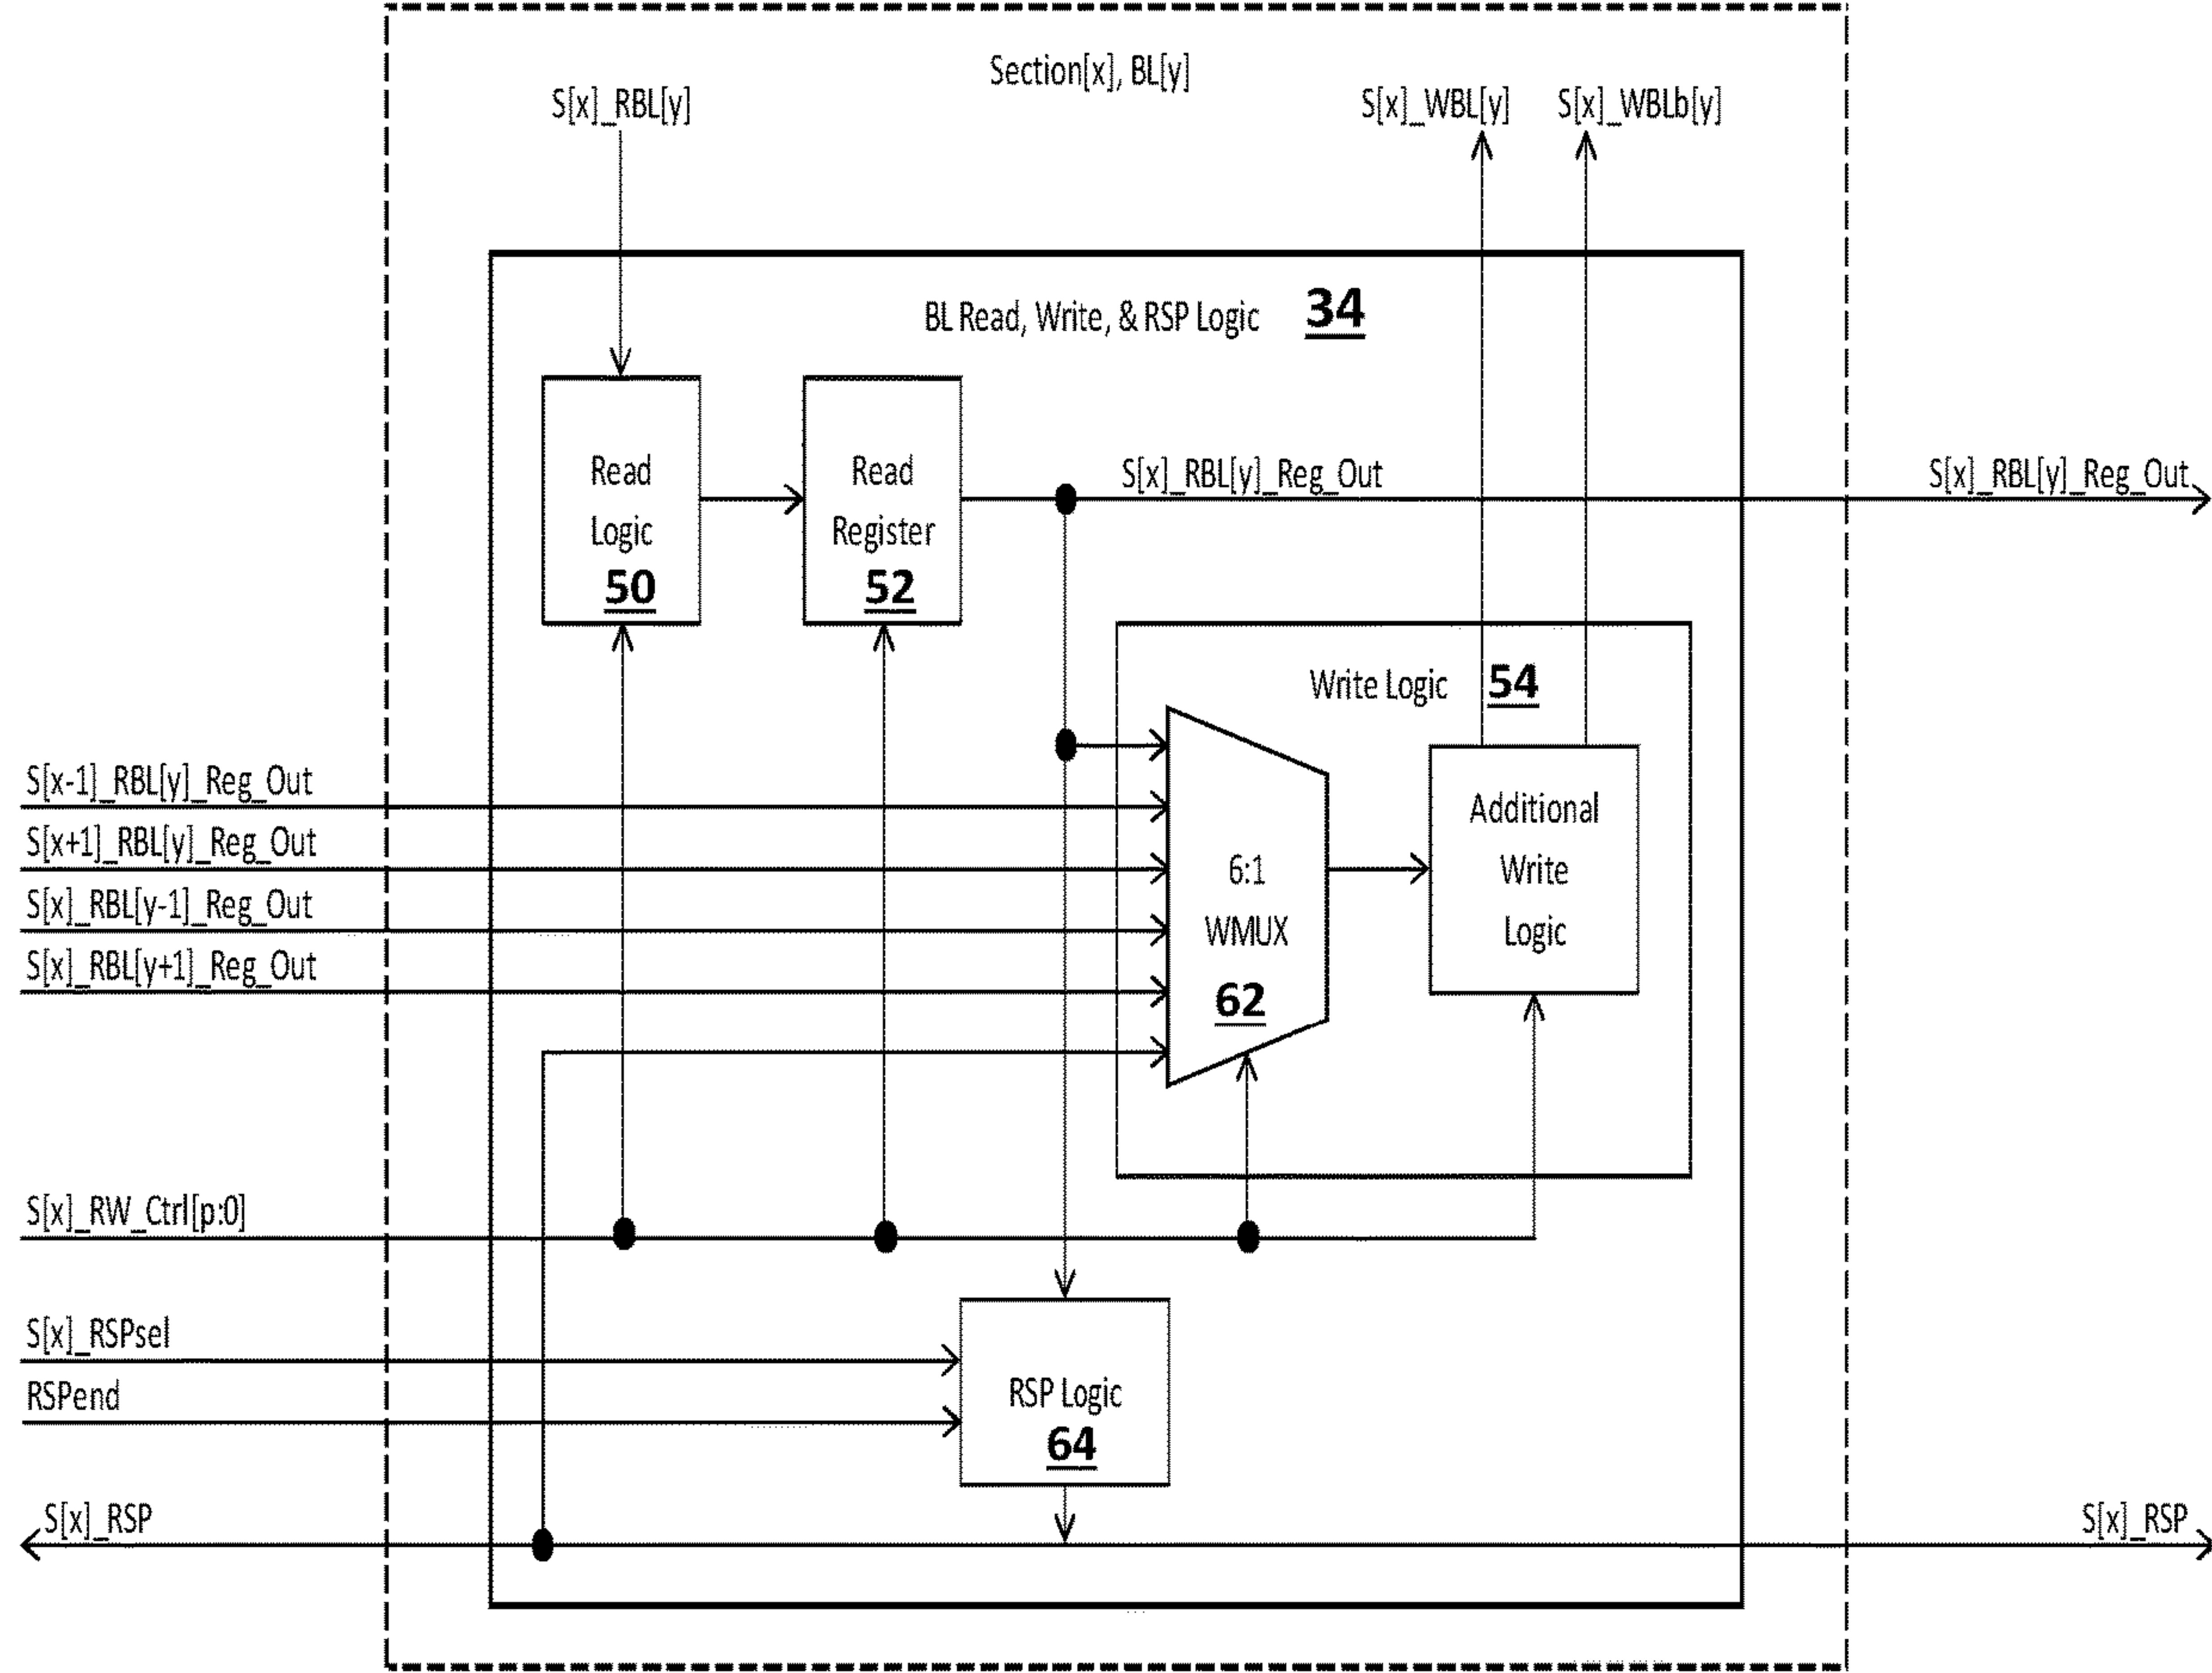 Section[x], BL[y]
S[x]_RBL[y]
S[x]_WBL[y]
S[x]_WBLb[y]
BL Read, Write, & RSP Logic 34
Read
Logic
50
Read
Register
52
S[x]_RBL[y]_Reg_Out
S[x]_RBL[y]_Reg_Out
Write Logic 54
S[x-1]_RBL[y]_Reg_Out
S[x+1]_RBL[y]_Reg_Out
S[x]_RBL[y-1]_Reg_Out
S[x]_RBL[y+1]_Reg_Out
6:1
WMUX
62
Additional
Write
Logic
S[x]_RW_Ctrl[p:0]
S[x]_RSPsel
RSPend
RSP Logic
64
S[x]_RSP
S[x]_RSP